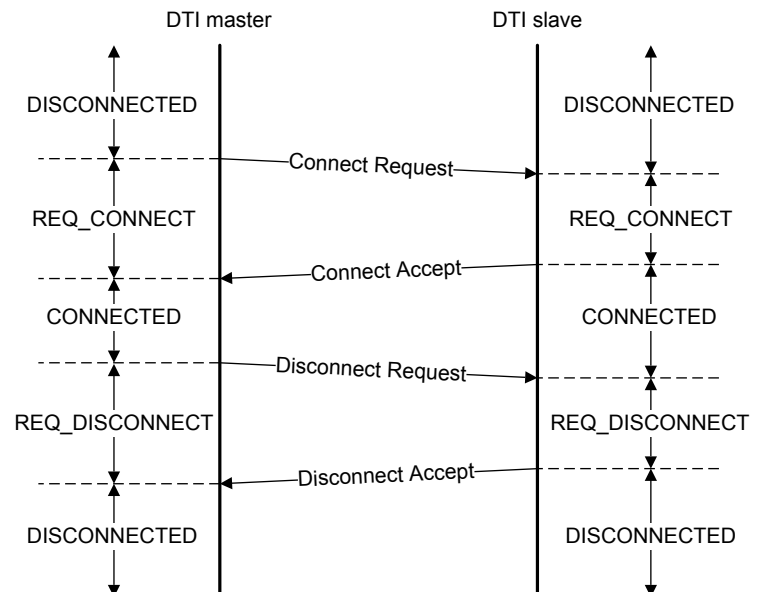 DTI master
DTI slave
DISCONNECTED
DISCONNECTED
Connect Request
REQ_CONNECT
REQ_CONNECT
Connect Accept
CONNECTED
CONNECTED
Disconnect Request
REQ_DISCONNECT
REQ_DISCONNECT
Disconnect Accept
DISCONNECTED
DISCONNECTED